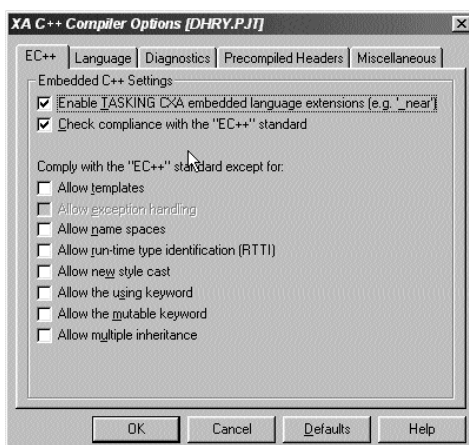 XA C++ Compiler Options [DHRY.PJT]
EC++ Language Diagnostics Precompiled Headers Miscellaneous
Embedded C++ Settings
Enable TASKING CXA embedded language extensions (e.g. '_near')
Check compliance with the "EC++" standard
Comply with the "EC++" standard except for:
Allow templates
Allow exception handling
Allow name spaces
Allow run-time type identification (RTTI)
Allow new style cast
Allow the using keyword
Allow the mutable keyword
Allow multiple inheritance
OK Cancel Defaults Help